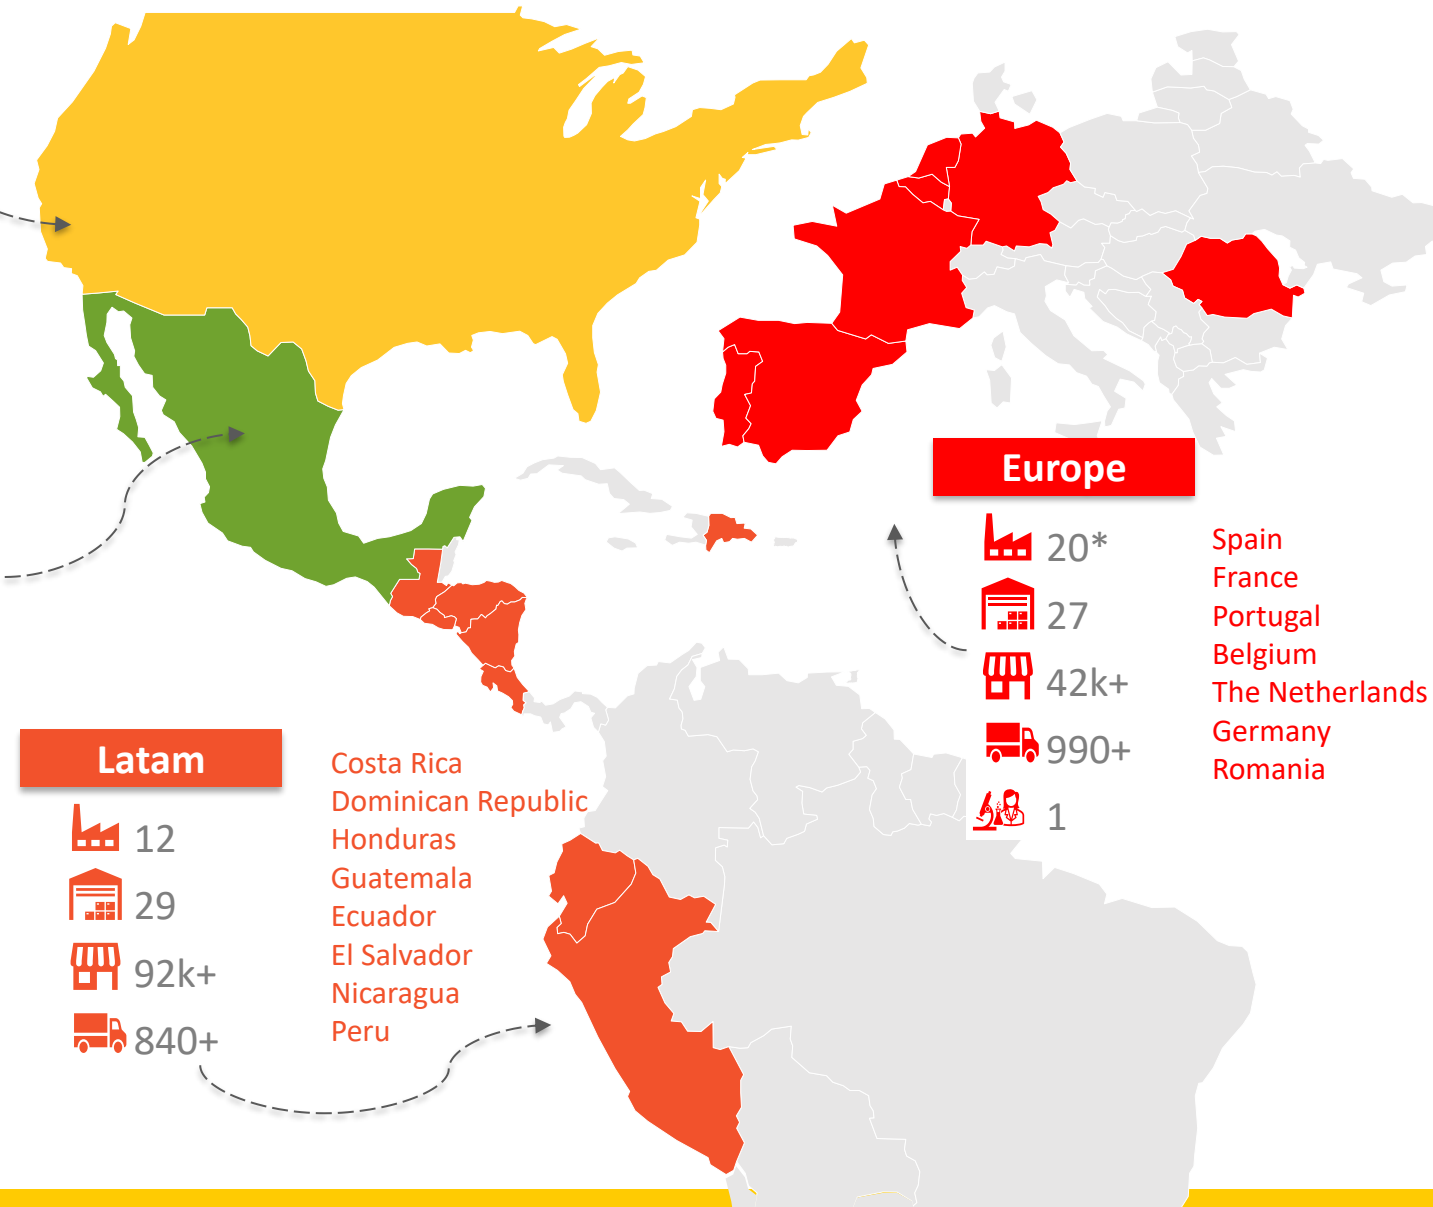 Europe
20*
27
42k+
990+
1
Spain
France
Portugal
Belgium
The Netherlands
Germany
Romania
Latam
12
29
92k+
840+
Costa Rica
Dominican Republic
Honduras
Guatemala
Ecuador
El Salvador
Nicaragua
Peru